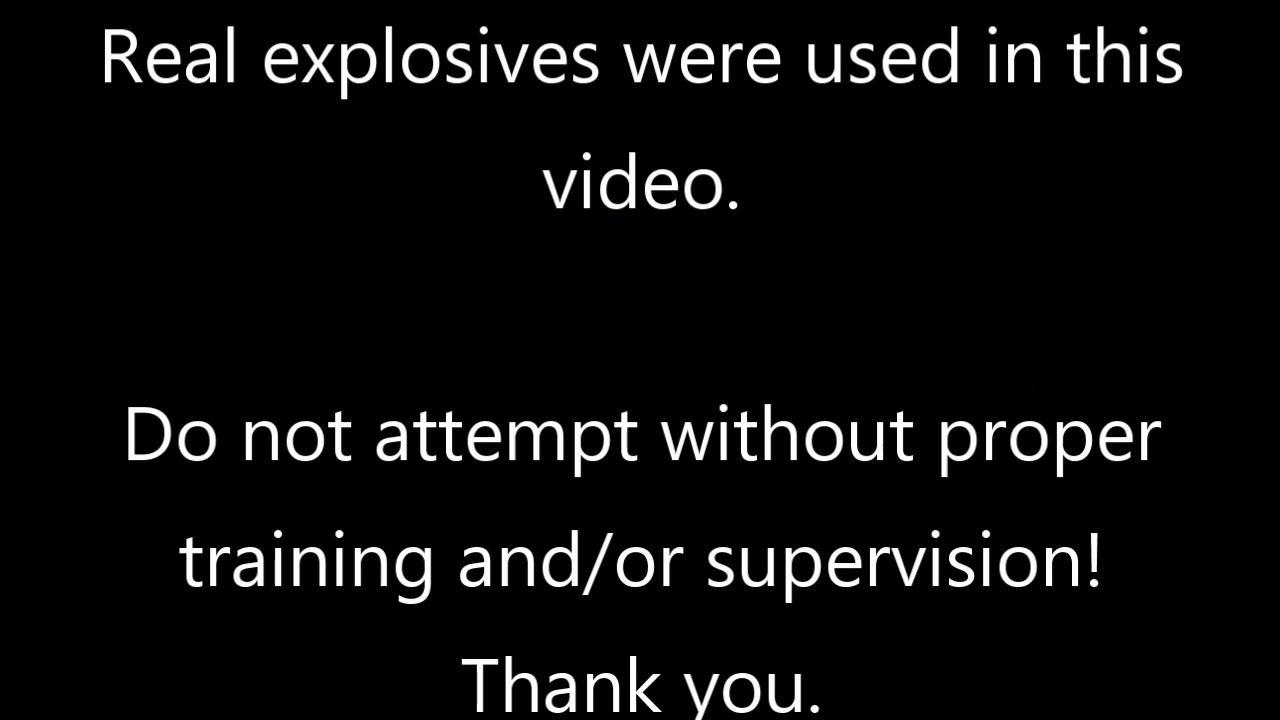 Real explosives were used in this
video.
Do not attempt without proper
training and/or supervision!
Thank you.